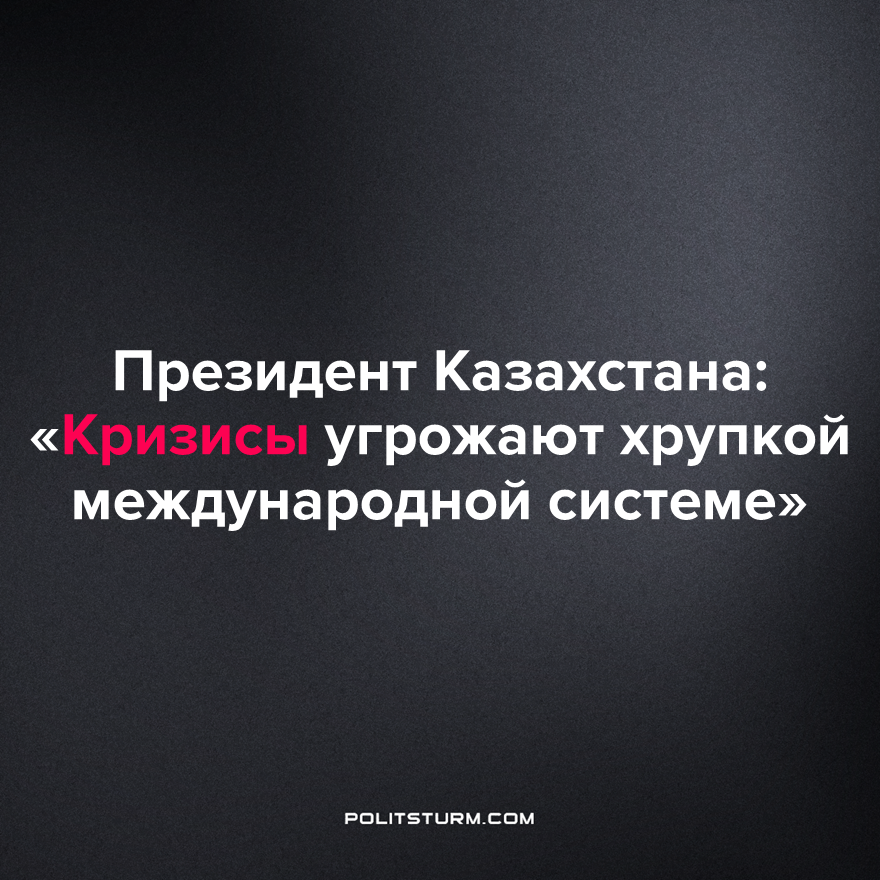 Президент Казахстана:
«Кризисы угрожают хрупкой
международной системе»
POLITSTURM.COM